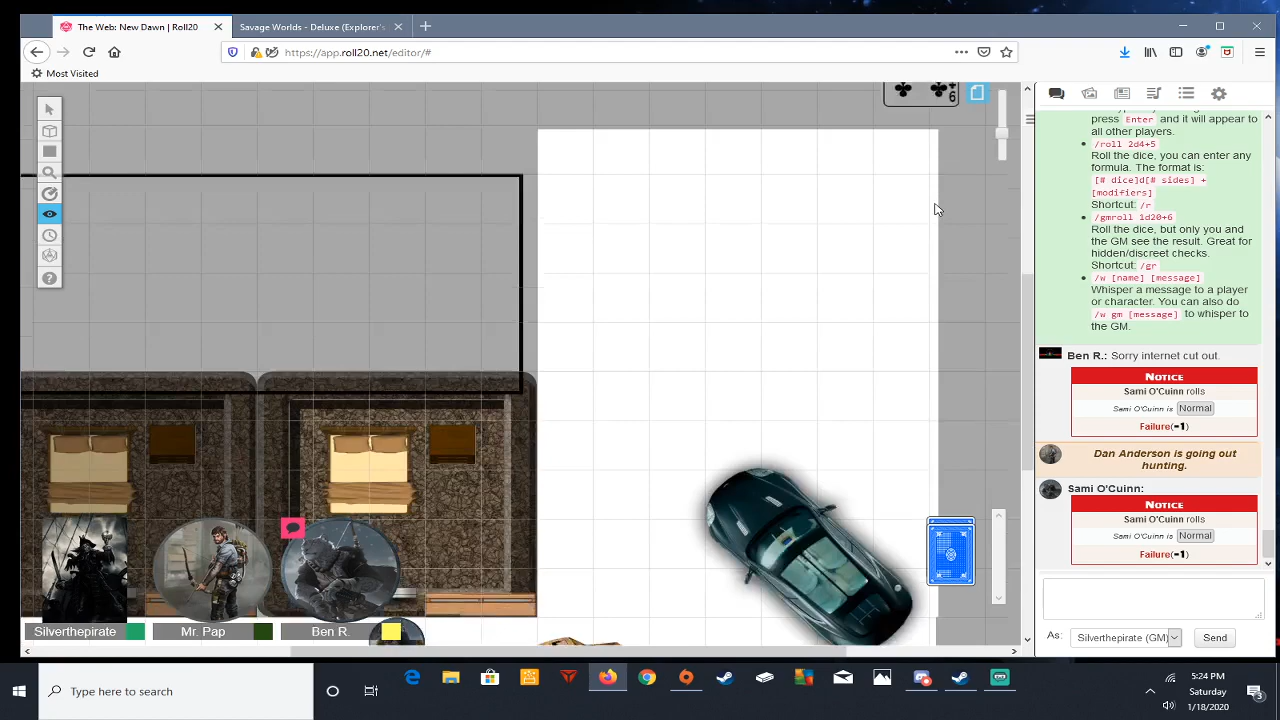 The Web: New Dawn | Roll20
Savage Worlds - Deluxe (Explorer's
https://app.roll20.net/editor/#
Most Visited
6
press Enter and it will appear to
all other players.
/roll 2d4+5
Roll the dice, you can enter any
formula. The format is:
[# dice]d[# sides] +
[modifiers]
Shortcut: /r
/gmroll 1d20+6
Roll the dice, but only you and
the GM see the result. Great for
hidden/discreet checks.
Shortcut: /gr
/w [name] [message]
Whisper a message to a player
or character. You can also do
/w gm [message] to whisper to
the GM.
Ben R.: Sorry internet cut out.
NOTICE
Sami O'Cuinn rolls
Sami O'Cuinn is Normal
Failure(-1)
Dan Anderson is going out
hunting.
Sami O'Cuinn:
NOTICE
Sami O'Cuinn rolls
Sami O'Cuinn is Normal
Failure(-1)
Silverthepirate
Mr. Pap
Ben R.
As: Silverthepirate (GM) Send
Type here to search
5:24 PM
Saturday
1/18/2020
3